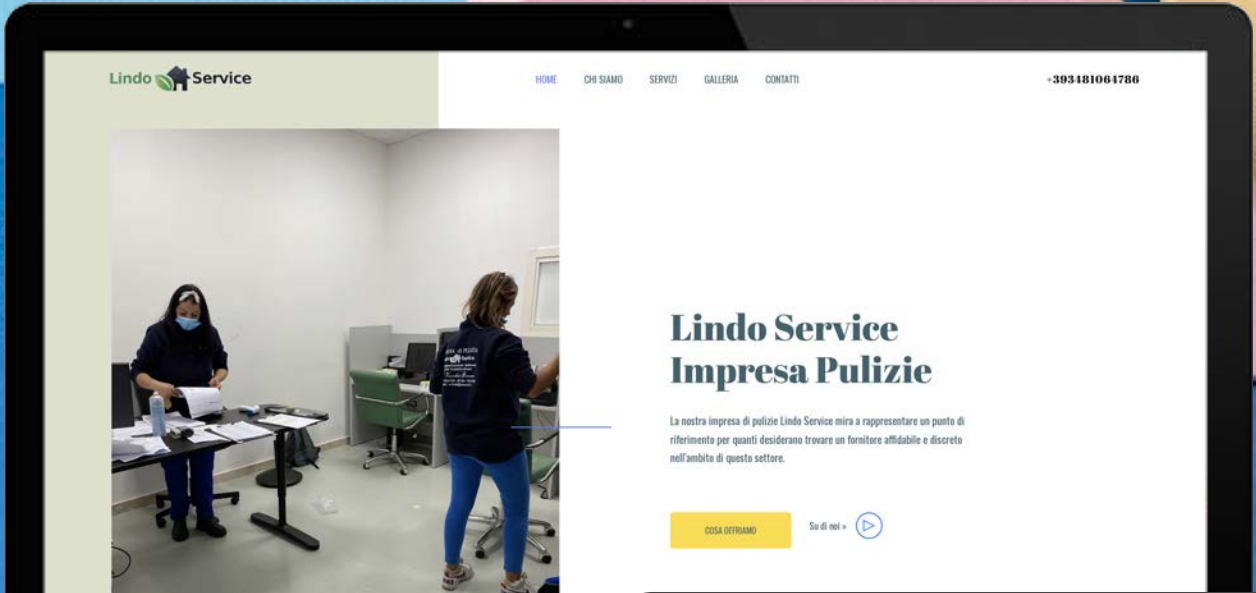 Lindo Service
HOME CHI SIAMO SERVIZI GALLERIA CONTATTI
+393481064786
Lindo Service
Impresa Pulizie
La nostra impresa di pulizie Lindo Service mira a rappresentare un punto di
riferimento per quanti desiderano trovare un fornitore affidabile e discreto
nell'ambito di questo settore.
COSA OFFRIAMO
Su di noi »